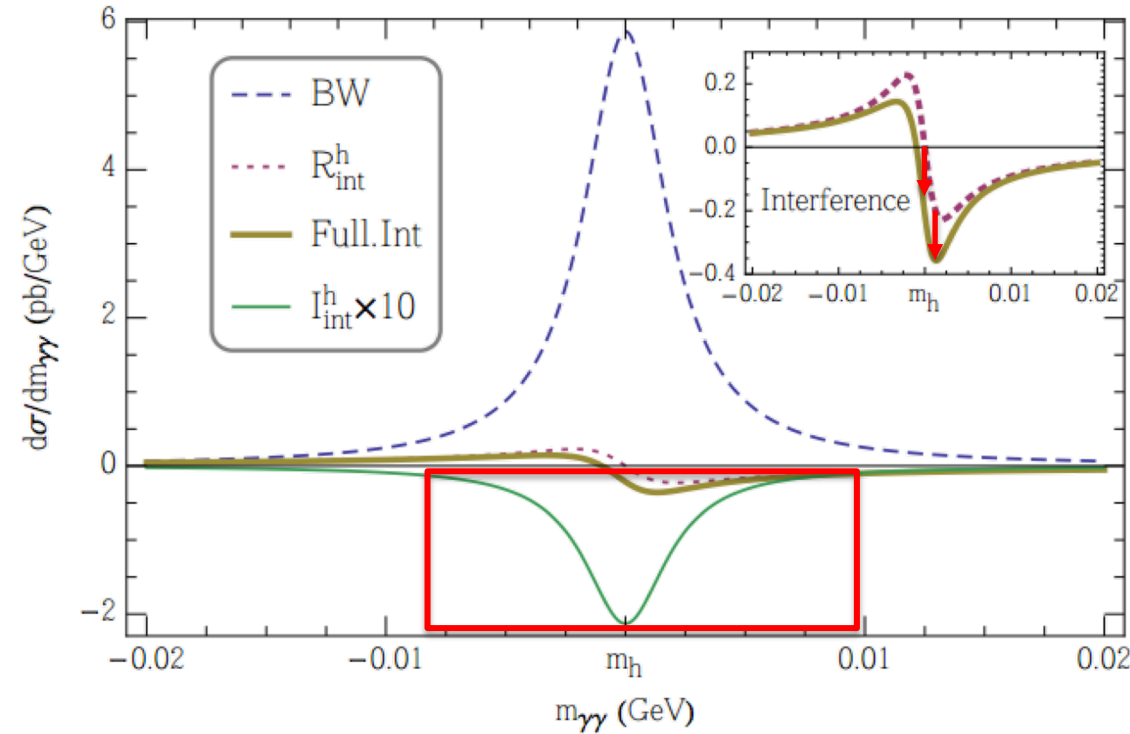 6
4
2
0
−2
dσ/dm_γγ (pb/GeV)
BW
R^h_int
Full.Int
I^h_int×10
0.2
0.0
−0.2
−0.4
Interference
−0.02 −0.01 m_h 0.01 0.02
−0.02 −0.01 m_h 0.01 0.02
m_γγ (GeV)